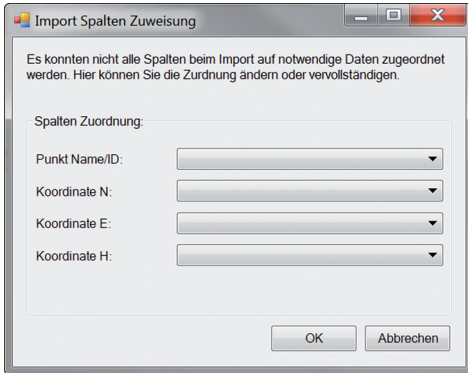 Import Spalten Zuweisung
Es konnten nicht alle Spalten beim Import auf notwendige Daten zugeordnet
werden. Hier können Sie die Zurdnung ändern oder vervollständigen.
Spalten Zuordnung:
Punkt Name/ID:
Koordinate N:
Koordinate E:
Koordinate H:
OK
Abbrechen